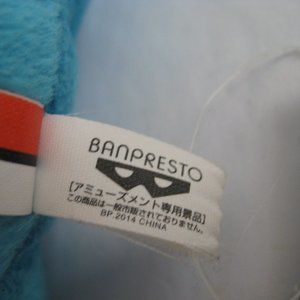 BANPRESTO
[アミューズメント専用景品]
この商品は一般市販されておりません。
BP.2014 CHINA